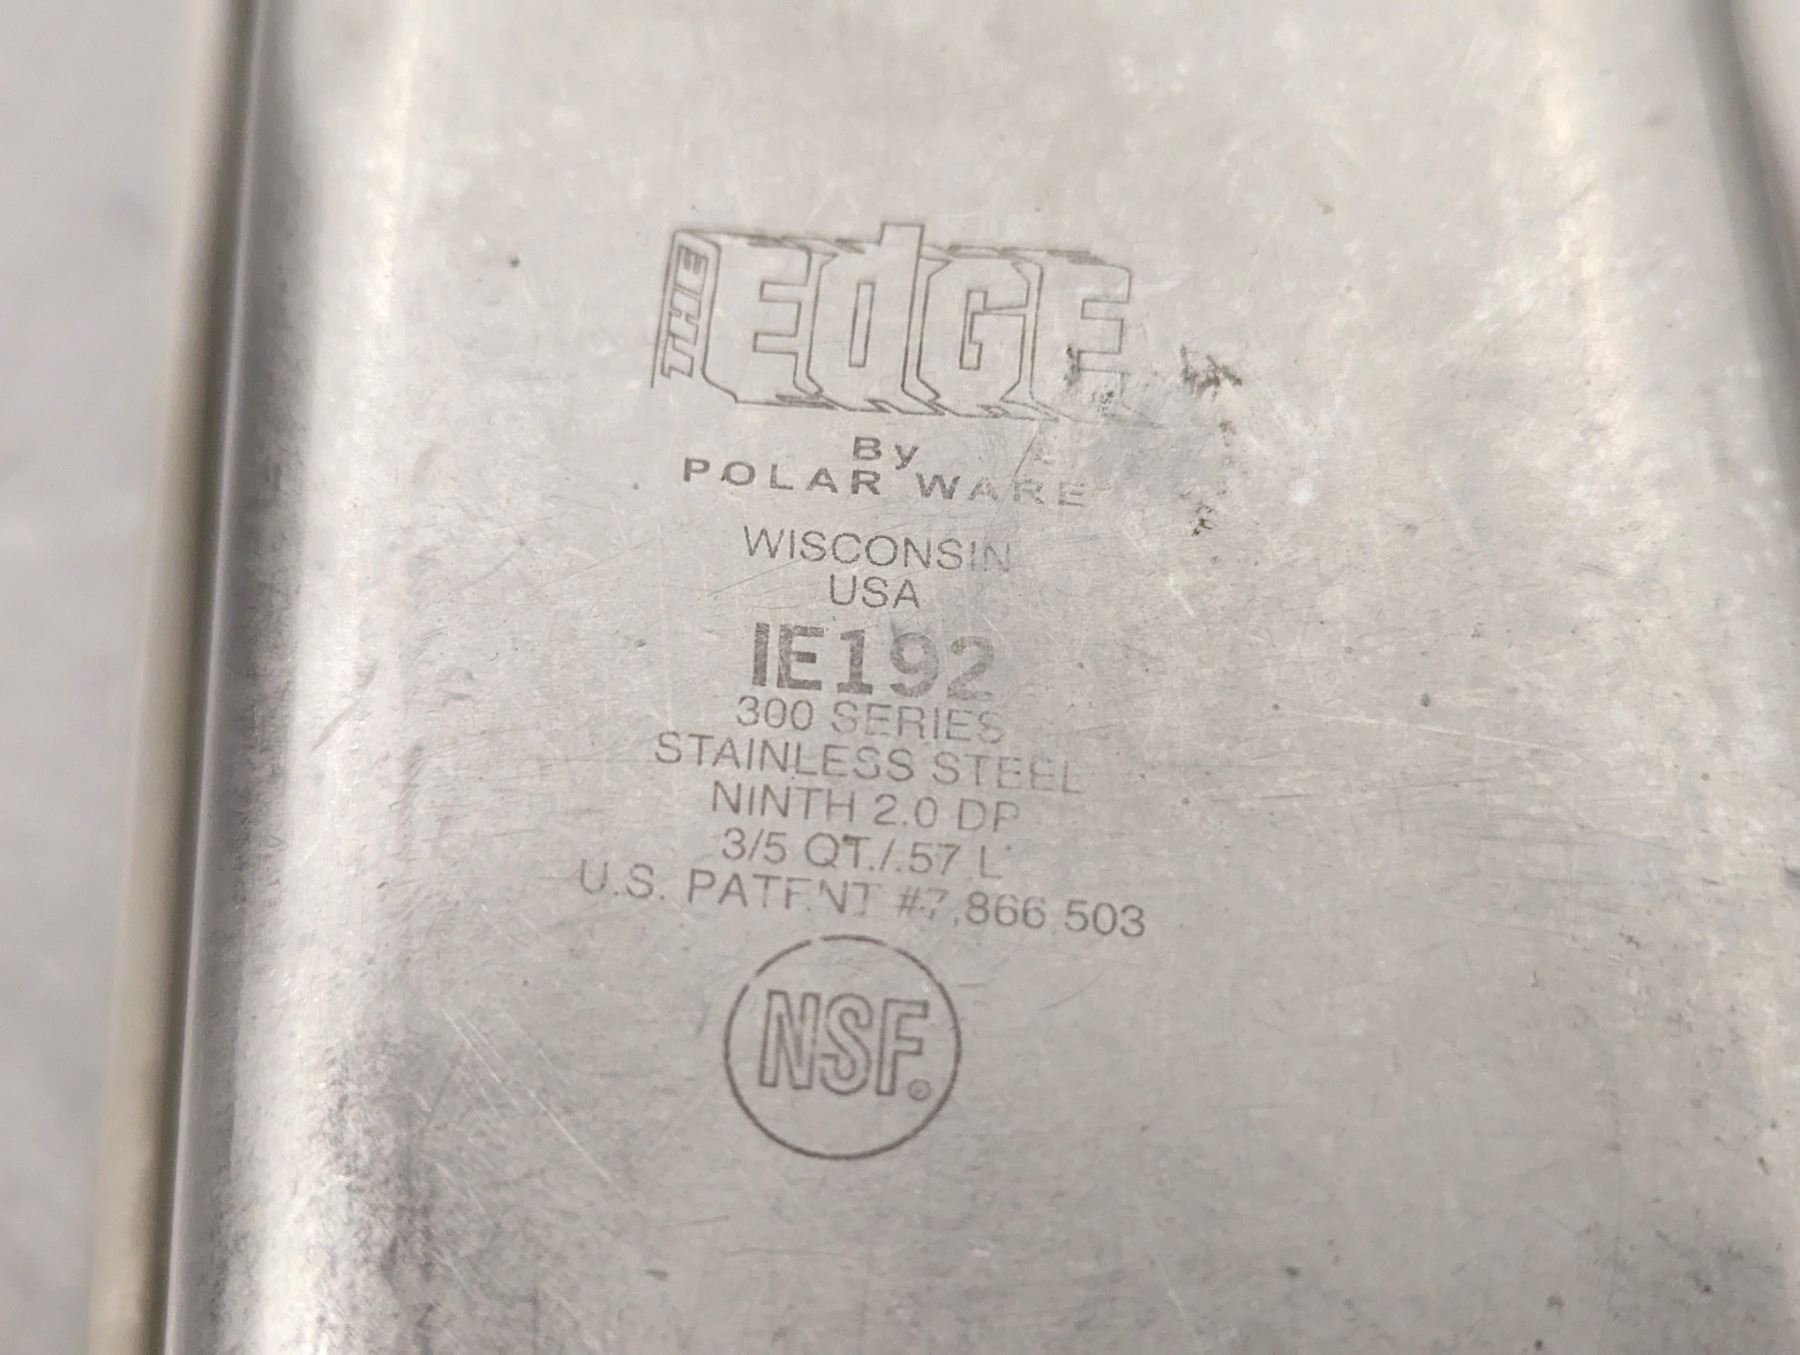 THE EdGE
By
POLAR WARE
WISCONSIN
USA
IE192
300 SERIES
STAINLESS STEEL
NINTH 2.0 DP
3/5 QT./.57 L
U.S. PATENT #7,866,503
NSF®